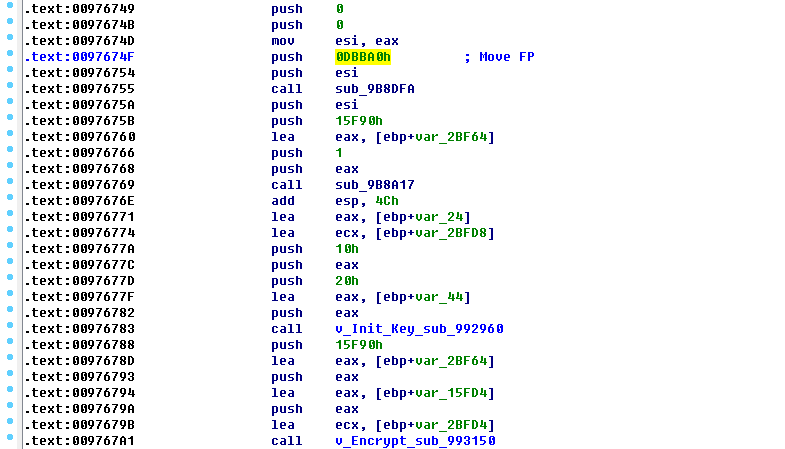 .text:00976749 push 0
.text:0097674B push 0
.text:0097674D mov esi, eax
.text:0097674F push 0DBBA0h ; Move FP
.text:00976754 push esi
.text:00976755 call sub_9B8DFA
.text:0097675A push esi
.text:0097675B push 15F90h
.text:00976760 lea eax, [ebp+var_2BF64]
.text:00976766 push 1
.text:00976768 push eax
.text:00976769 call sub_9B8A17
.text:0097676E add esp, 4Ch
.text:00976771 lea eax, [ebp+var_24]
.text:00976774 lea ecx, [ebp+var_2BFD8]
.text:0097677A push 10h
.text:0097677C push eax
.text:0097677D push 20h
.text:0097677F lea eax, [ebp+var_44]
.text:00976782 push eax
.text:00976783 call v_Init_Key_sub_992960
.text:00976788 push 15F90h
.text:0097678D lea eax, [ebp+var_2BF64]
.text:00976793 push eax
.text:00976794 lea eax, [ebp+var_15FD4]
.text:0097679A push eax
.text:0097679B lea ecx, [ebp+var_2BFD4]
.text:009767A1 call v_Encrypt_sub_993150